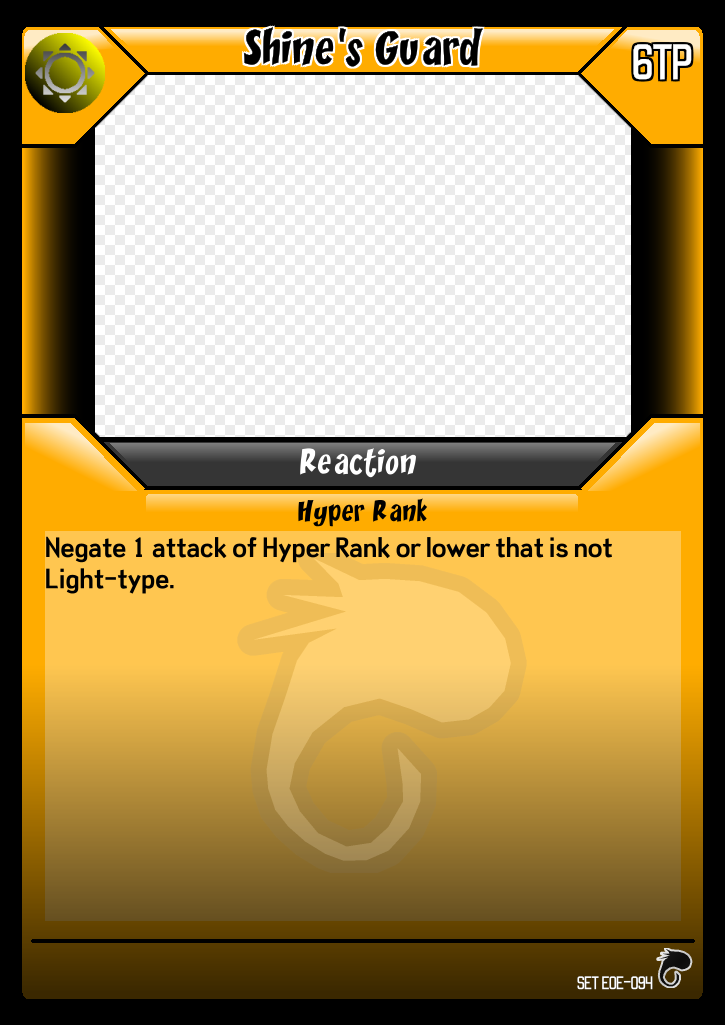 Shine's Guard
6TP
Reaction
Hyper Rank
Negate 1 attack of Hyper Rank or lower that is not
Light-type.
SET EOE-094